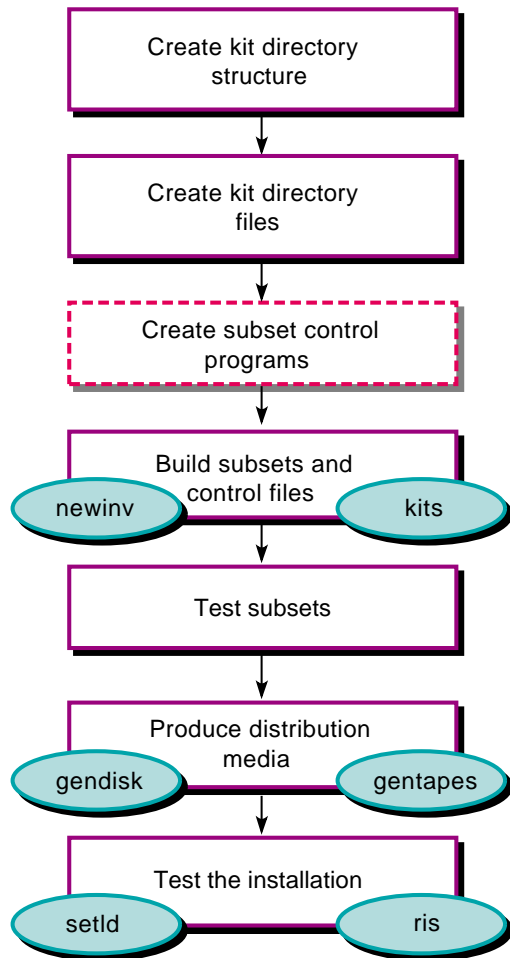 Create kit directory
structure
Create kit directory
files
Create subset control
programs
Build subsets and
control files
newinv
kits
Test subsets
Produce distribution
media
gendisk
gentapes
Test the installation
setld
ris